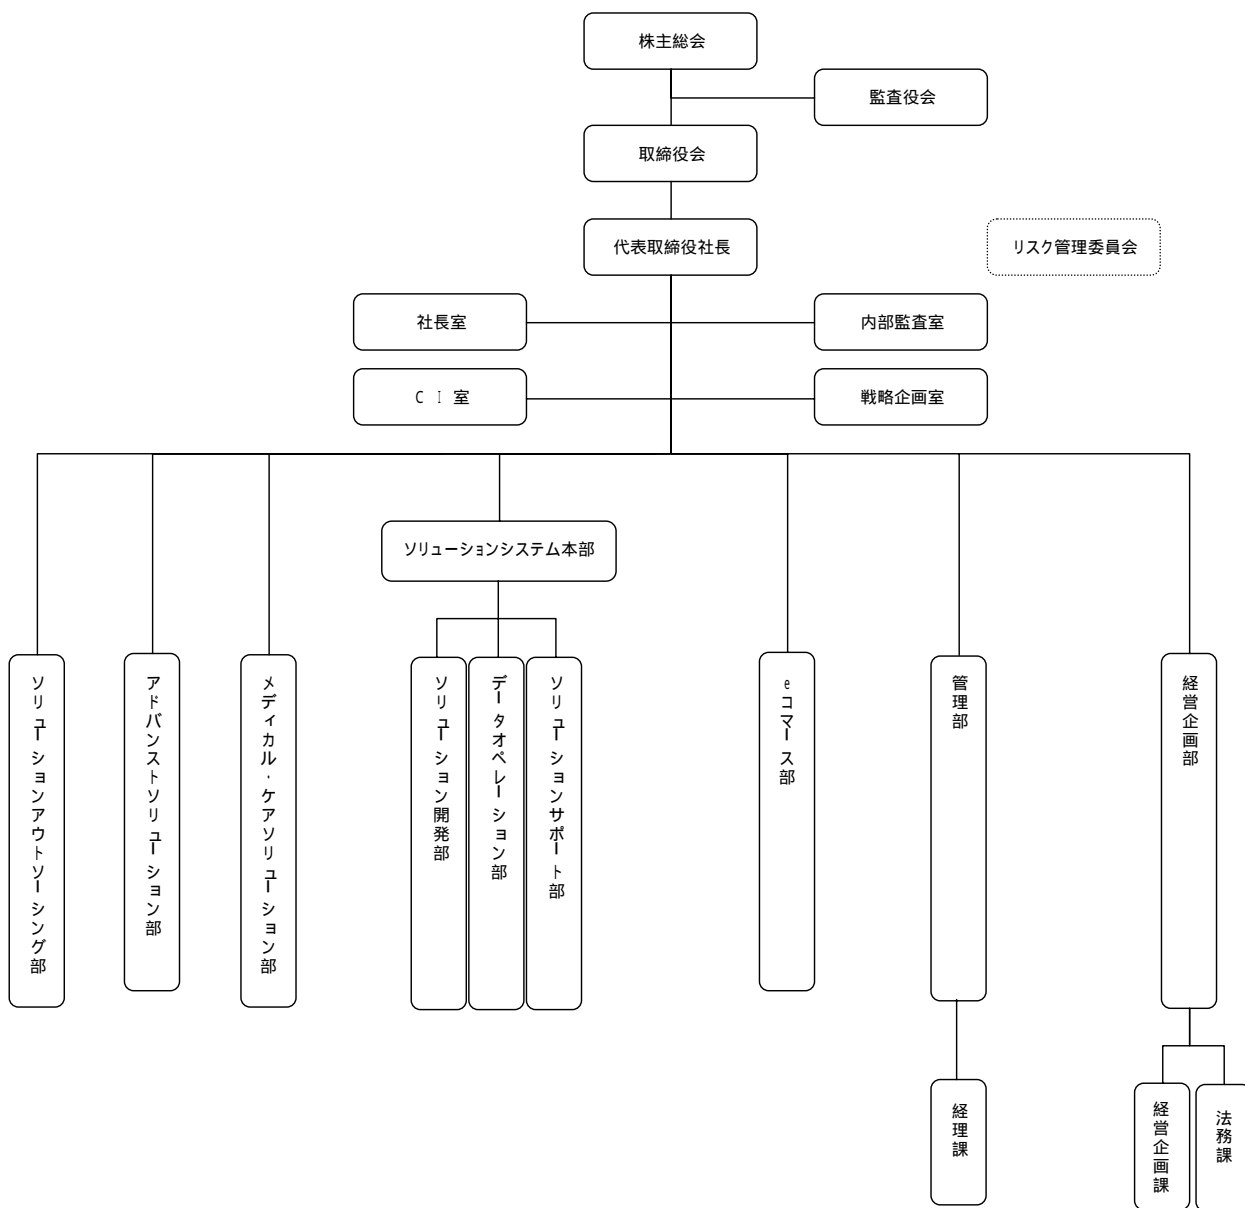 株主総会
監査役会
取締役会
代表取締役社長
リスク管理委員会
社長室
内部監査室
C I 室
戦略企画室
ソリューションシステム本部
ソリューションアウトソーシング部
アドバンストソリューション部
メディカル・ケアソリューション部
ソリューション開発部
データオペレーション部
ソリューションサポート部
eコマース部
管理部
経営企画部
経理課
経営企画課
法務課